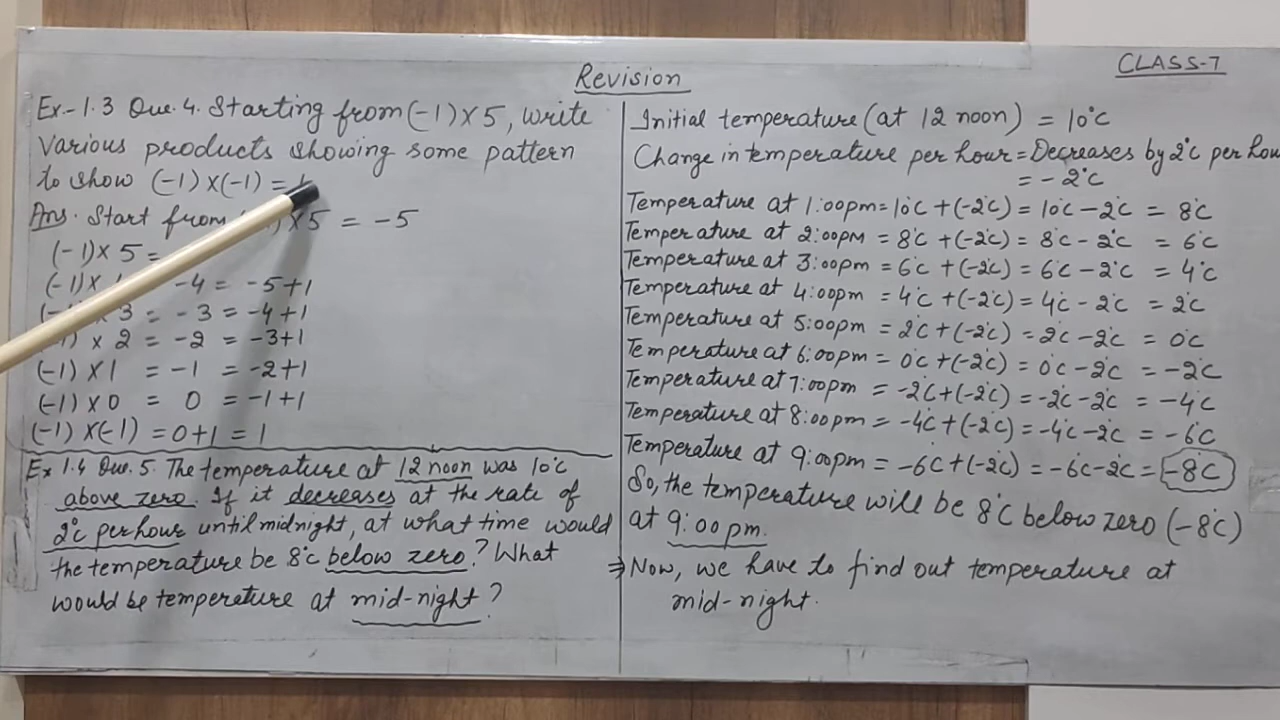 Revision
CLASS-7
Ex-1.3 Que.4. Starting from (-1)×5, write
various products showing some pattern
to show (-1)×(-1) = 1
Ans. Start from ×5 = -5
(-1)×5 =
(-1)× -4 = -5+1
× 3 = -3 = -4+1
× 2 = -2 = -3+1
(-1)×1 = -1 = -2+1
(-1)×0 = 0 = -1+1
(-1)×(-1) = 0+1 = 1
Ex 1.4 Que.5. The temperature at 12 noon was 10°C
above zero. If it decreases at the rate of
2°C per hour until midnight, at what time would
the temperature be 8°C below zero? What
would be temperature at mid-night?
Initial temperature (at 12 noon) = 10°C
Change in temperature per hour = Decreases by 2°C per hou
= -2°C
Temperature at 1:00pm = 10°C + (-2°C) = 10°C - 2°C = 8°C
Temperature at 2:00PM = 8°C + (-2°C) = 8°C - 2°C = 6°C
Temperature at 3:00pm = 6°C + (-2°C) = 6°C - 2°C = 4°C
Temperature at 4:00pm = 4°C + (-2°C) = 4°C - 2°C = 2°C
Temperature at 5:00pm = 2°C + (-2°C) = 2°C - 2°C = 0°C
Temperature at 6:00pm = 0°C + (-2°C) = 0°C - 2°C = -2°C
Temperature at 7:00pm = -2°C + (-2°C) = -2°C - 2°C = -4°C
Temperature at 8:00pm = -4°C + (-2°C) = -4°C - 2°C = -6°C
Temperature at 9:00pm = -6°C + (-2°C) = -6°C - 2°C = -8°C
So, the temperature will be 8°C below zero (-8°C)
at 9:00 pm.
⇒ Now, we have to find out temperature at
mid-night.